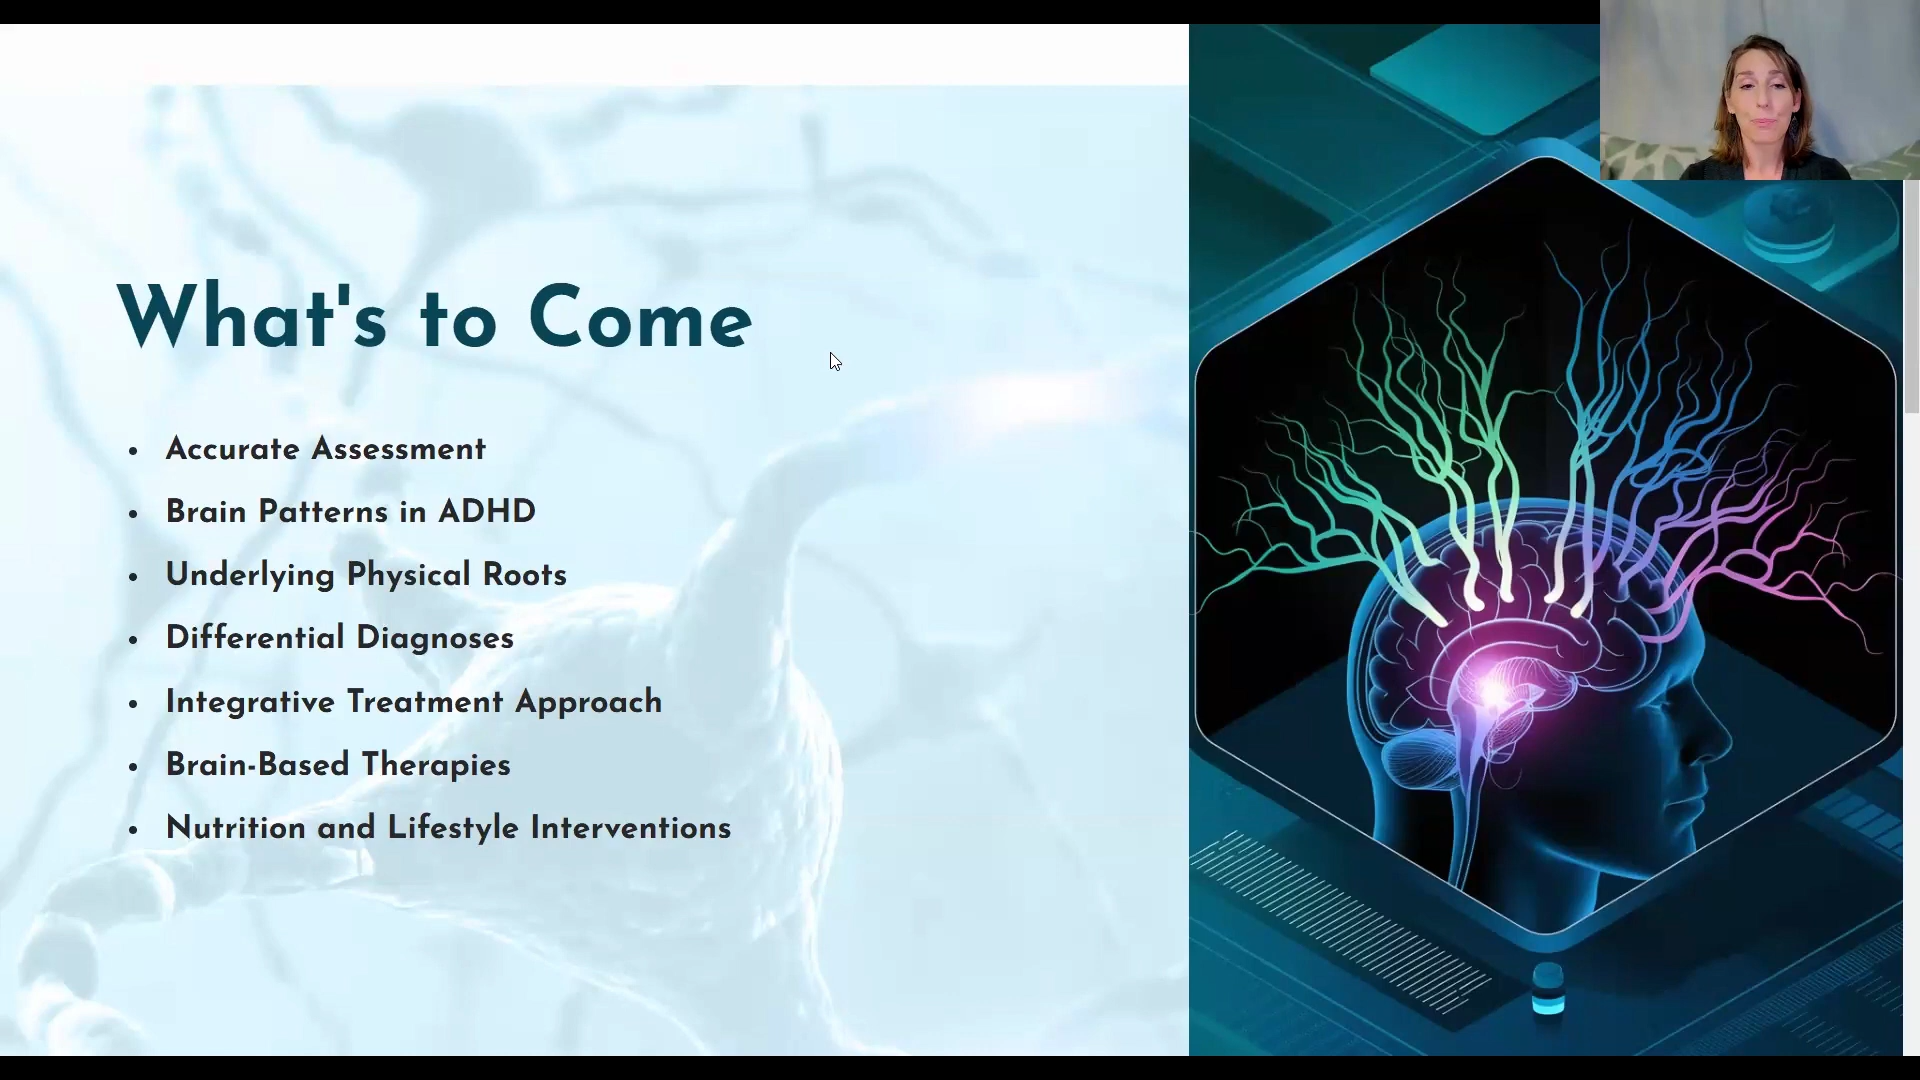 What's to Come
• Accurate Assessment
• Brain Patterns in ADHD
• Underlying Physical Roots
• Differential Diagnoses
• Integrative Treatment Approach
• Brain-Based Therapies
• Nutrition and Lifestyle Interventions